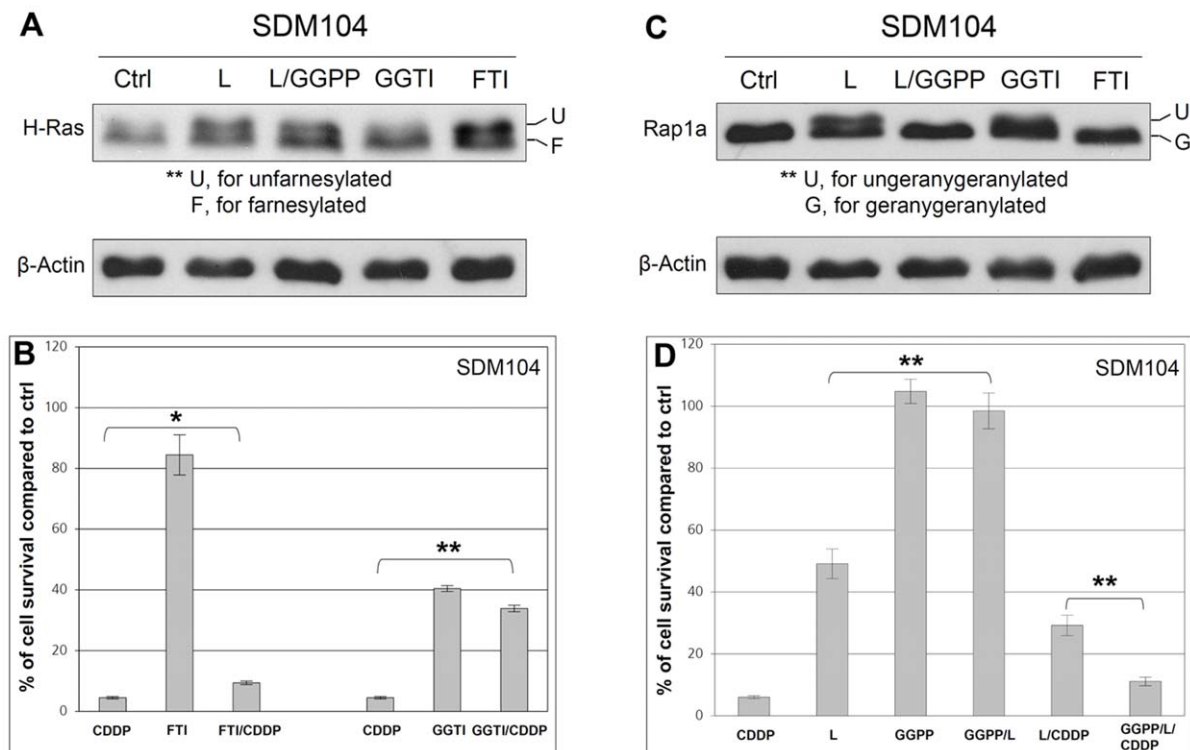 A
SDM104
Ctrl L L/GGPP GGTI FTI
H-Ras
U
F
** U, for unfarnesylated
F, for farnesylated
β-Actin
C
SDM104
Ctrl L L/GGPP GGTI FTI
Rap1a
U
G
** U, for ungeranygeranylated
G, for geranygeranylated
β-Actin
B
SDM104
% of cell survival compared to ctrl
120
100
80
60
40
20
0
*
**
CDDP FTI FTI/CDDP CDDP GGTI GGTI/CDDP
D
SDM104
% of cell survival compared to ctrl
120
100
80
60
40
20
0
**
**
CDDP L GGPP GGPP/L L/CDDP GGPP/L/
CDDP